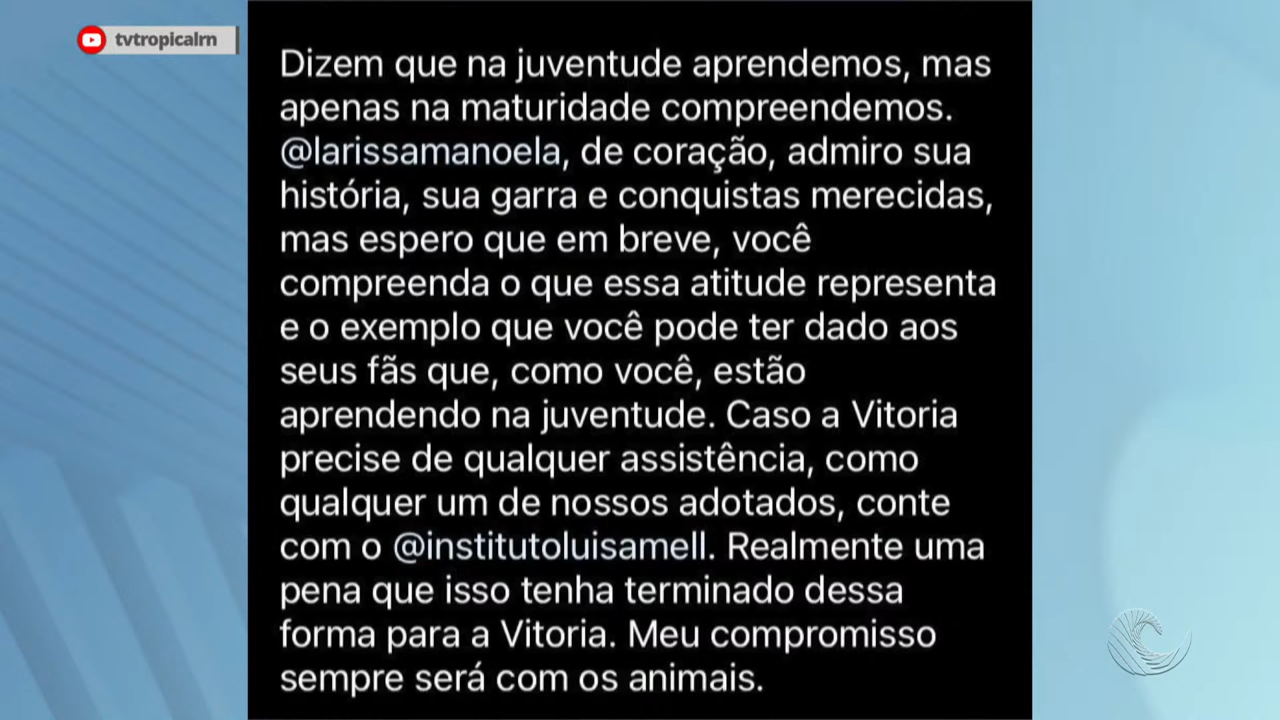 tvtropicalrn
Dizem que na juventude aprendemos, mas
apenas na maturidade compreendemos.
@larissamanoela, de coração, admiro sua
história, sua garra e conquistas merecidas,
mas espero que em breve, você
compreenda o que essa atitude representa
e o exemplo que você pode ter dado aos
seus fãs que, como você, estão
aprendendo na juventude. Caso a Vitoria
precise de qualquer assistência, como
qualquer um de nossos adotados, conte
com o @institutoluisamell. Realmente uma
pena que isso tenha terminado dessa
forma para a Vitoria. Meu compromisso
sempre será com os animais.